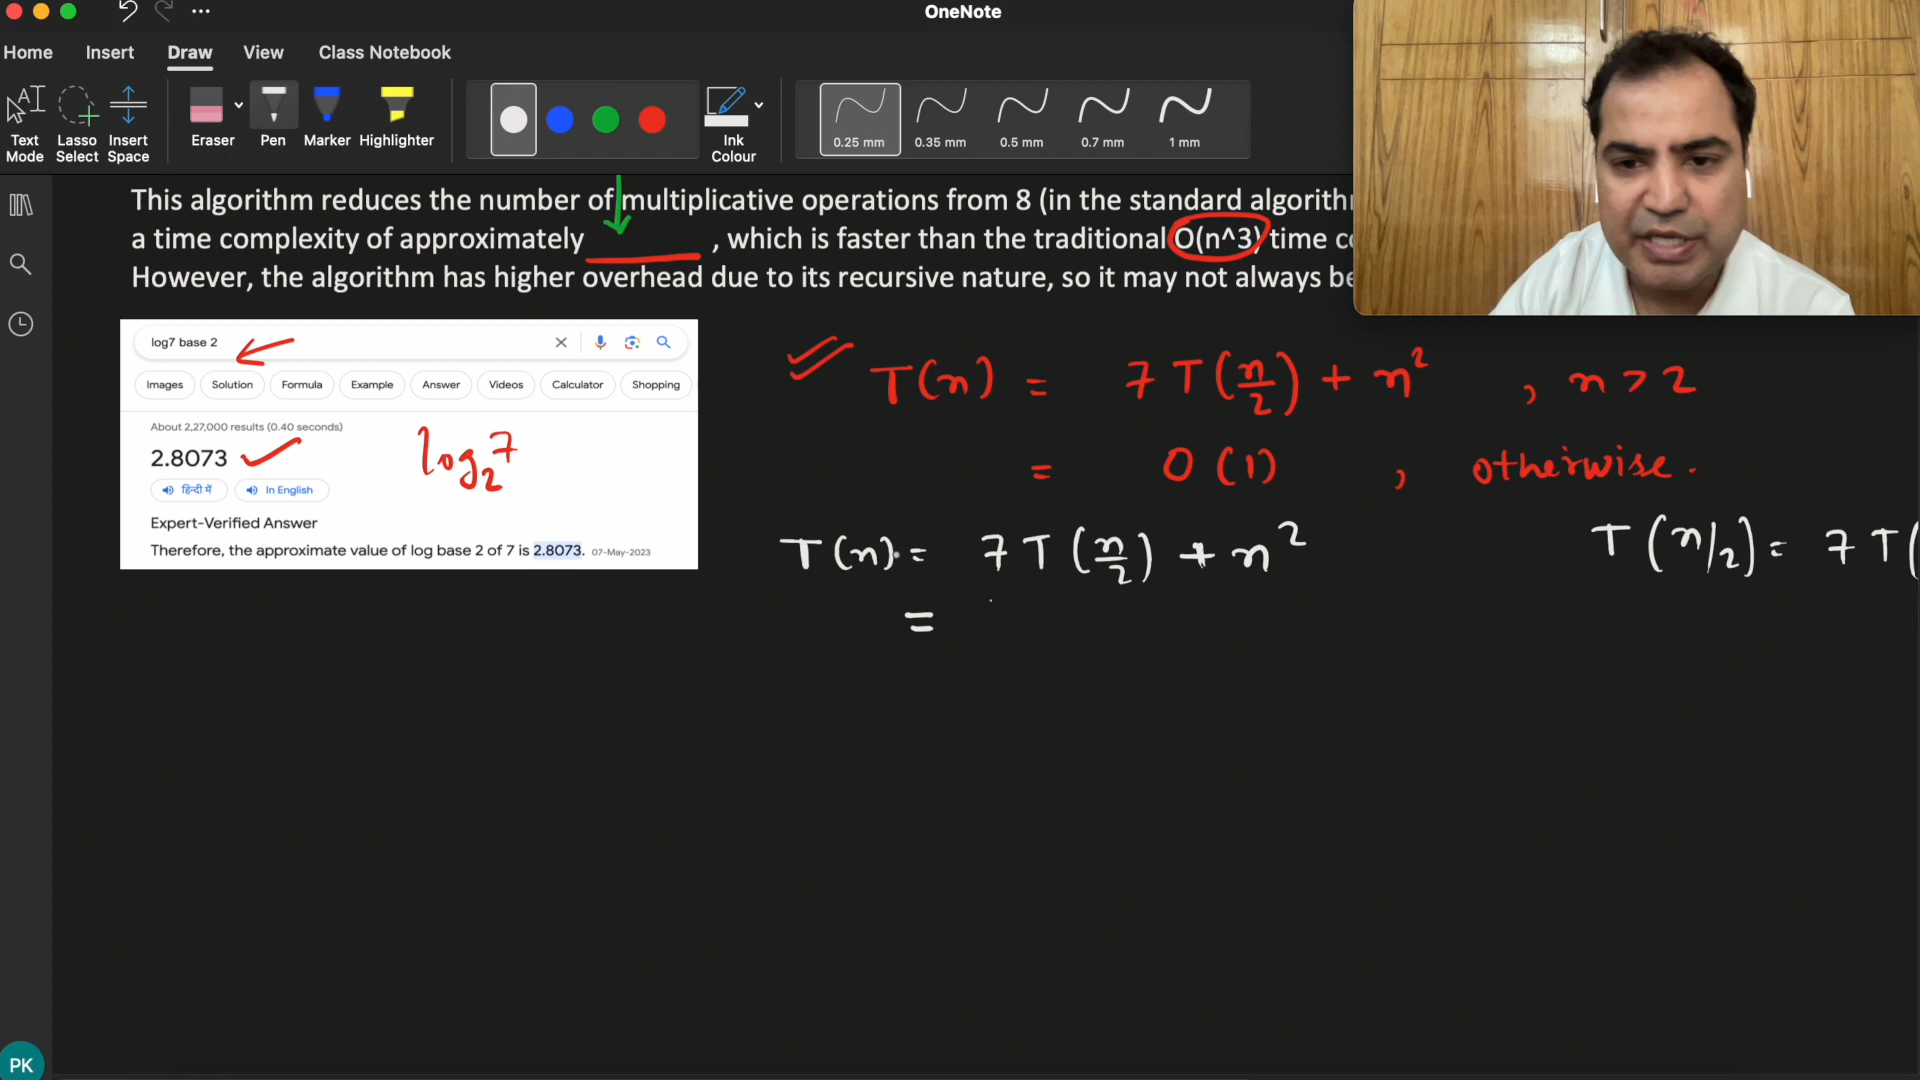 OneNote
Home Insert Draw View Class Notebook
Text Mode Lasso Select Insert Space Eraser Pen Marker Highlighter Ink Colour 0.25 mm 0.35 mm 0.5 mm 0.7 mm 1 mm
This algorithm reduces the number of multiplicative operations from 8 (in the standard algorithm
a time complexity of approximately ________ , which is faster than the traditional O(n^3) time
However, the algorithm has higher overhead due to its recursive nature, so it may not always be
log7 base 2
Images Solution Formula Example Answer Videos Calculator Shopping
About 2,27,000 results (0.40 seconds)
2.8073
हिन्दी में In English
Expert-Verified Answer
Therefore, the approximate value of log base 2 of 7 is 2.8073. 07-May-2023
log₂7
T(n) = 7T(n/2) + n² , n > 2
= O(1) , otherwise.
T(n) = 7T(n/2) + n² T(n/2) = 7T(
=
PK